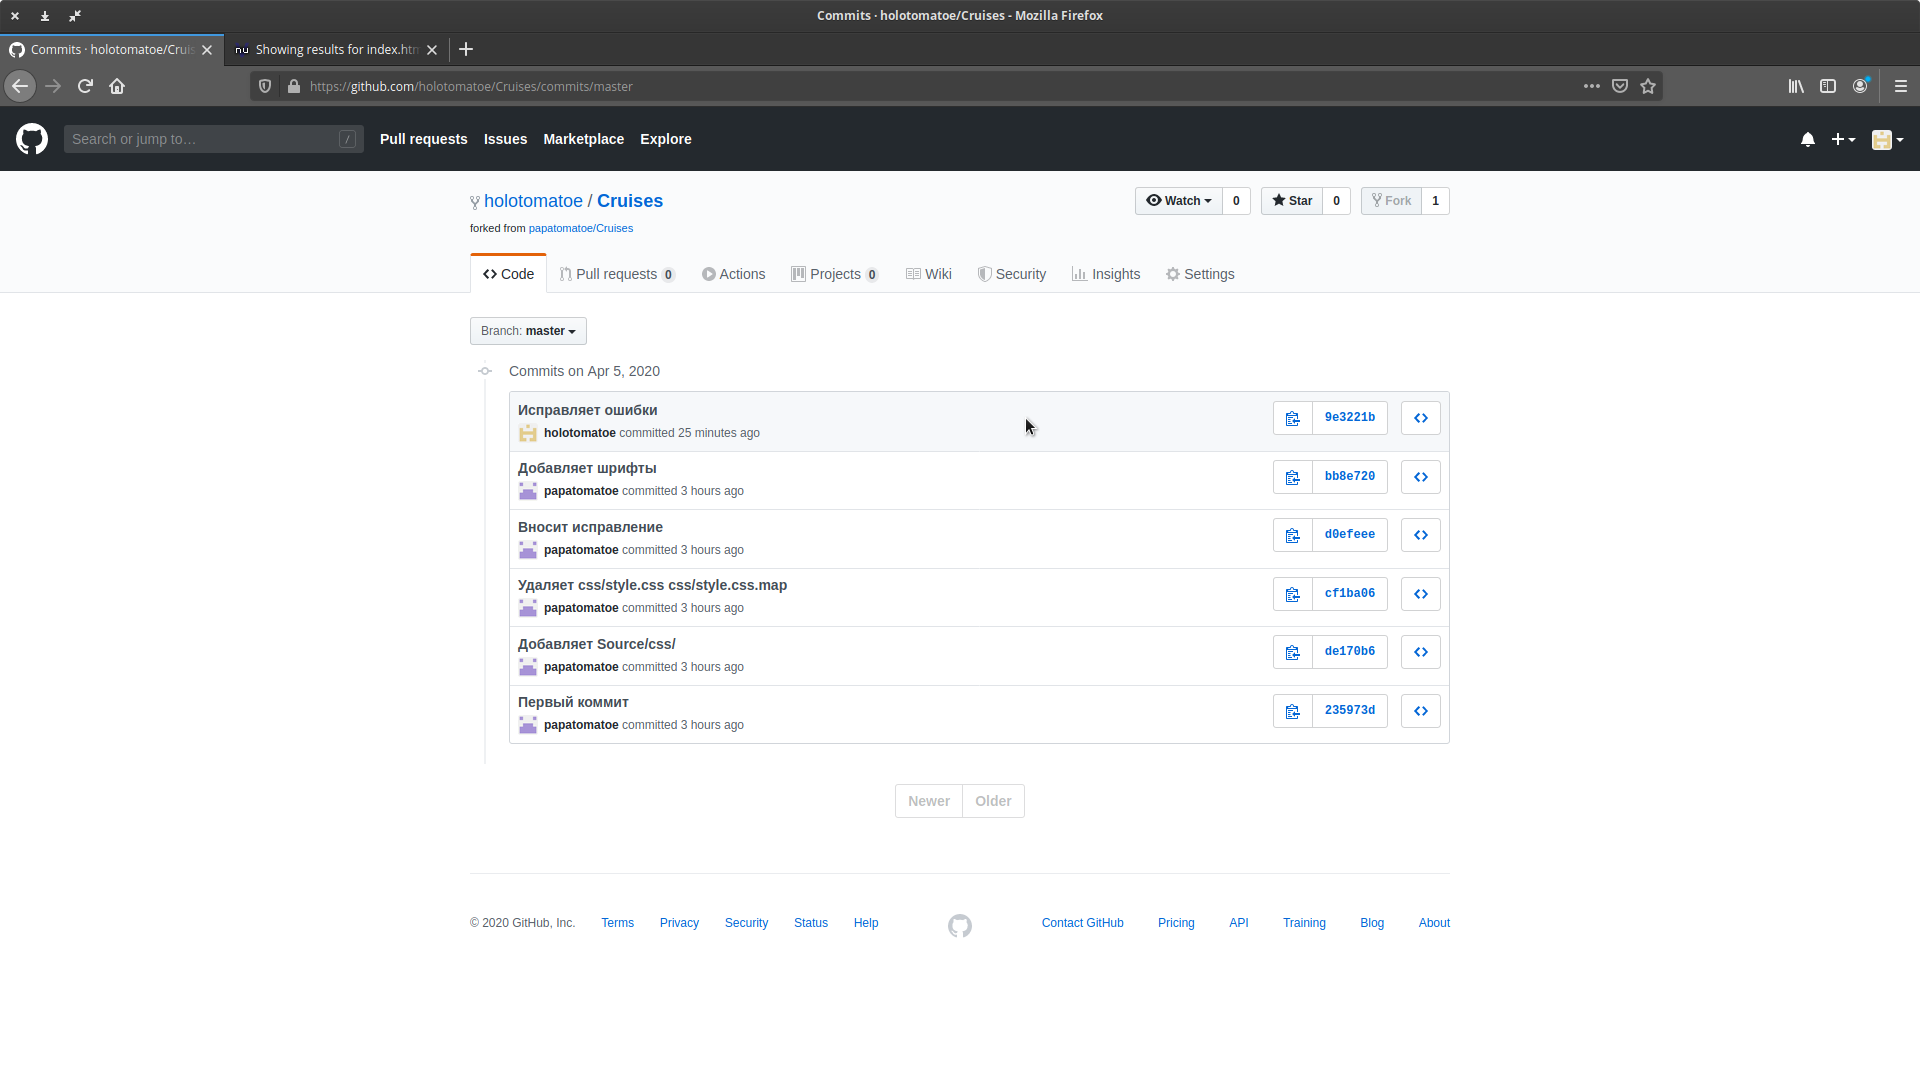 Commits · holotomatoe/Cruises - Mozilla Firefox
Commits · holotomatoe/Cruis
nu Showing results for index.htm
https://github.com/holotomatoe/Cruises/commits/master
Search or jump to… /
Pull requests Issues Marketplace Explore
holotomatoe / Cruises
Watch 0 Star 0 Fork 1
forked from papatomatoe/Cruises
Code Pull requests 0 Actions Projects 0 Wiki Security Insights Settings
Branch: master
Commits on Apr 5, 2020
Исправляет ошибки
holotomatoe committed 25 minutes ago
9e3221b
Добавляет шрифты
papatomatoe committed 3 hours ago
bb8e720
Вносит исправление
papatomatoe committed 3 hours ago
d0efeee
Удаляет css/style.css css/style.css.map
papatomatoe committed 3 hours ago
cf1ba06
Добавляет Source/css/
papatomatoe committed 3 hours ago
de170b6
Первый коммит
papatomatoe committed 3 hours ago
235973d
Newer Older
© 2020 GitHub, Inc. Terms Privacy Security Status Help Contact GitHub Pricing API Training Blog About